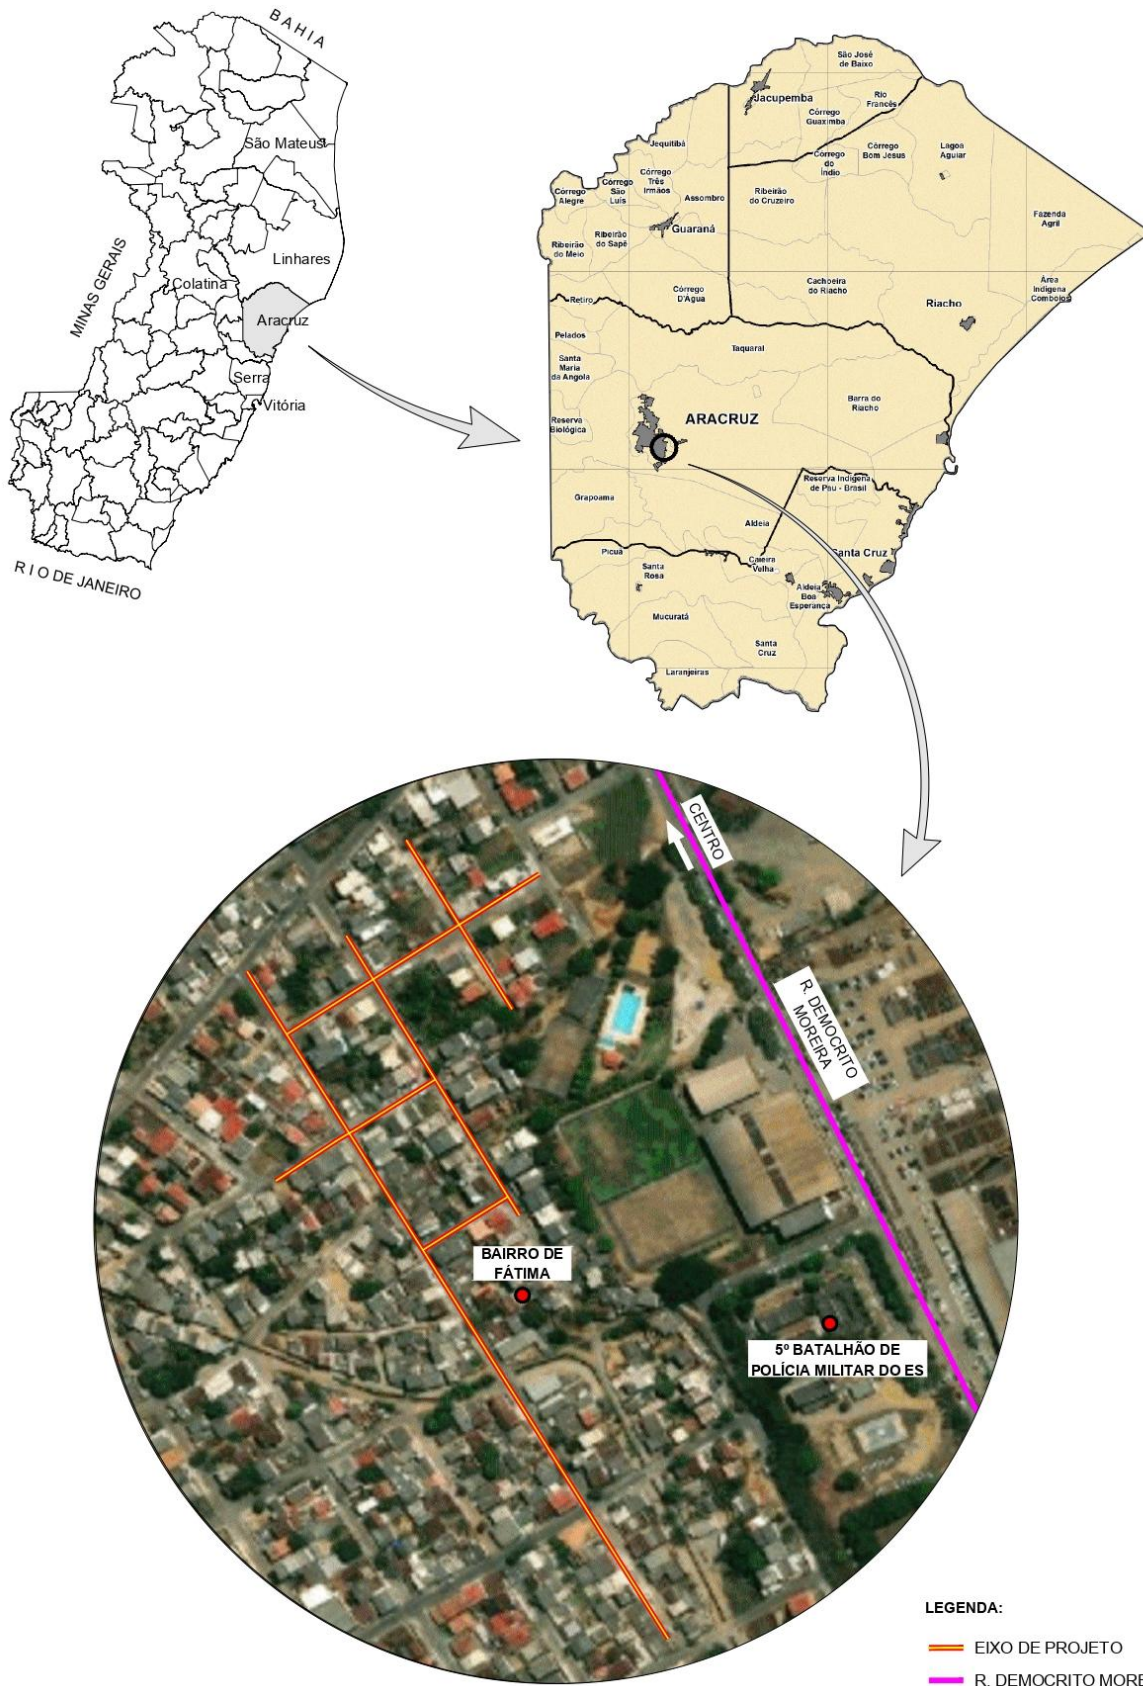 BAHIA
São Mateus
MINAS GERAIS
Linhares
Colatina
Aracruz
Serra
Vitória
RIO DE JANEIRO
São José
de Baixo
Jacupemba
Rio
Francês
Córrego
Guaximba
Jequitibá
Córrego
do
Índio
Córrego
Bom Jesus
Lagoa
Aguiar
Córrego
Três
Irmãos
Córrego
São
Luís
Córrego
Alegre
Assombro
Ribeirão
do Cruzeiro
Fazenda
Agril
Guaraná
Ribeirão
do Sapê
Ribeirão
do Meio
Córrego
D'Água
Cachoeira
do Riacho
Área
Indígena
Comboios
Retiro
Riacho
Pelados
Taquaral
Santa
Maria
da Angola
Barra do
Riacho
Reserva
Biológica
ARACRUZ
Reserva Indígena
de Pau - Brasil
Grapoama
Aldeia
Picuã
Caieira
Velha
Santa Cruz
Santa
Rosa
Aldeia
Boa
Esperança
Mucuratá
Santa
Cruz
Laranjeiras
CENTRO
R. DEMOCRITO
MOREIRA
BAIRRO DE
FÁTIMA
5º BATALHÃO DE
POLÍCIA MILITAR DO ES
LEGENDA:
EIXO DE PROJETO
R. DEMOCRITO MORE